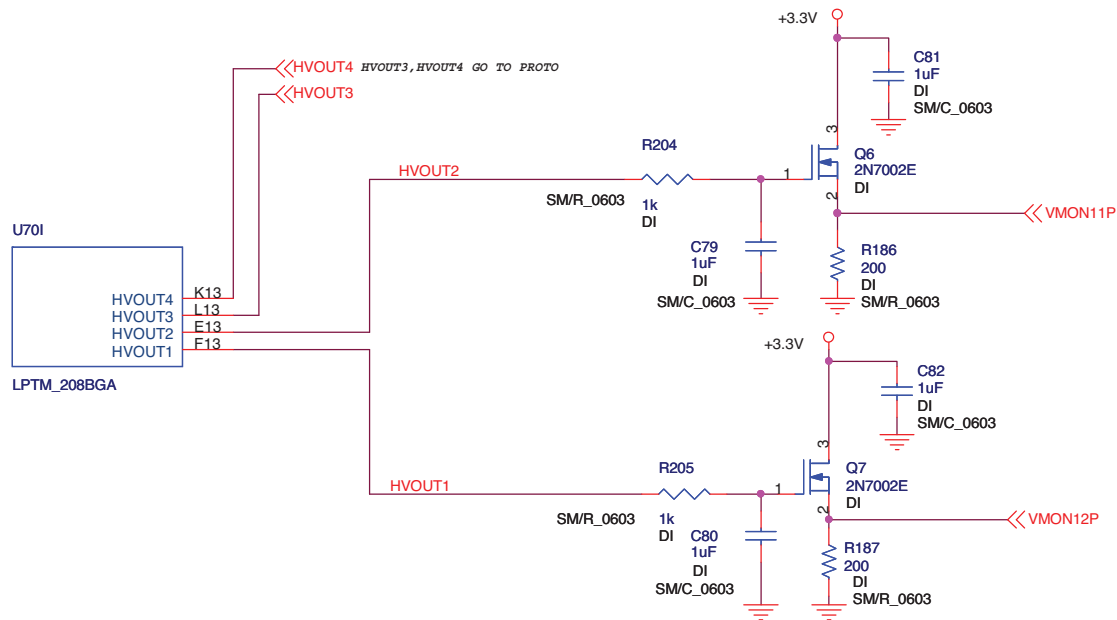 +3.3V
C81
1uF
DI
SM/C_0603
HVOUT4 HVOUT3,HVOUT4 GO TO PROTO
HVOUT3
3
R204
Q6
2N7002E
DI
HVOUT2
1
2
SM/R_0603
1k
DI
VMON11P
U70I
C79
1uF
DI
SM/C_0603
R186
200
DI
SM/R_0603
HVOUT4 K13
HVOUT3 L13
HVOUT2 E13
HVOUT1 F13
LPTM_208BGA
+3.3V
C82
1uF
DI
SM/C_0603
3
R205
Q7
2N7002E
DI
HVOUT1
1
2
SM/R_0603
1k
DI
VMON12P
C80
1uF
DI
SM/C_0603
R187
200
DI
SM/R_0603